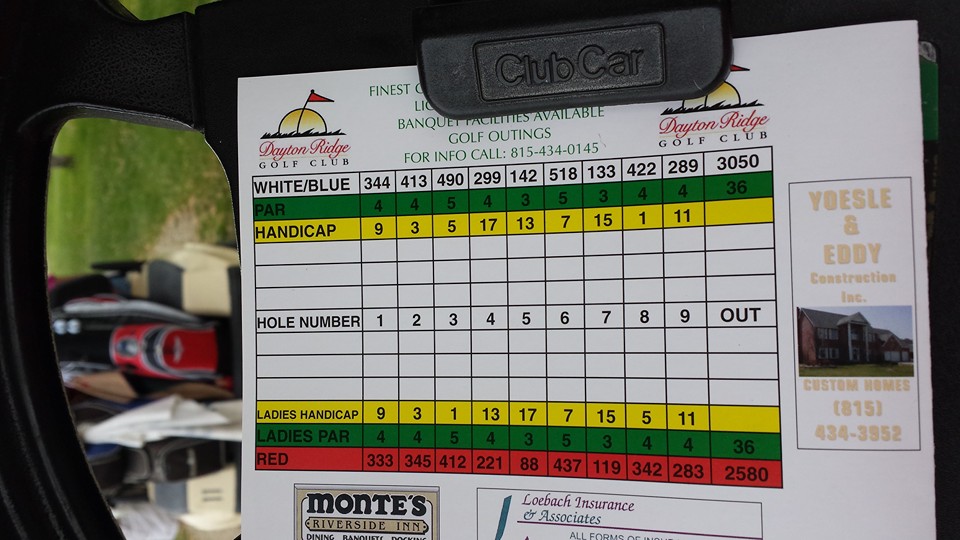 Club Car
FINEST
BANQUET FACILITIES AVAILABLE
GOLF OUTINGS
FOR INFO CALL: 815-434-0145
Dayton Ridge
GOLF CLUB
Dayton Ridge
GOLF CLUB
WHITE/BLUE 344 413 490 299 142 518 133 422 289 3050
PAR 4 4 5 4 3 5 3 4 4 36
HANDICAP 9 3 5 17 13 7 15 1 11
HOLE NUMBER 1 2 3 4 5 6 7 8 9 OUT
LADIES HANDICAP 9 3 1 13 17 7 15 5 11
LADIES PAR 4 4 5 4 3 5 3 4 4 36
RED 333 345 412 221 88 437 119 342 283 2580
YOESLE
&
EDDY
Construction
Inc.
CUSTOM HOMES
(815)
434-3952
MONTE'S
RIVERSIDE INN
DINING BANQUETS DOCKING
Loebach Insurance
& Associates
ALL FORMS OF